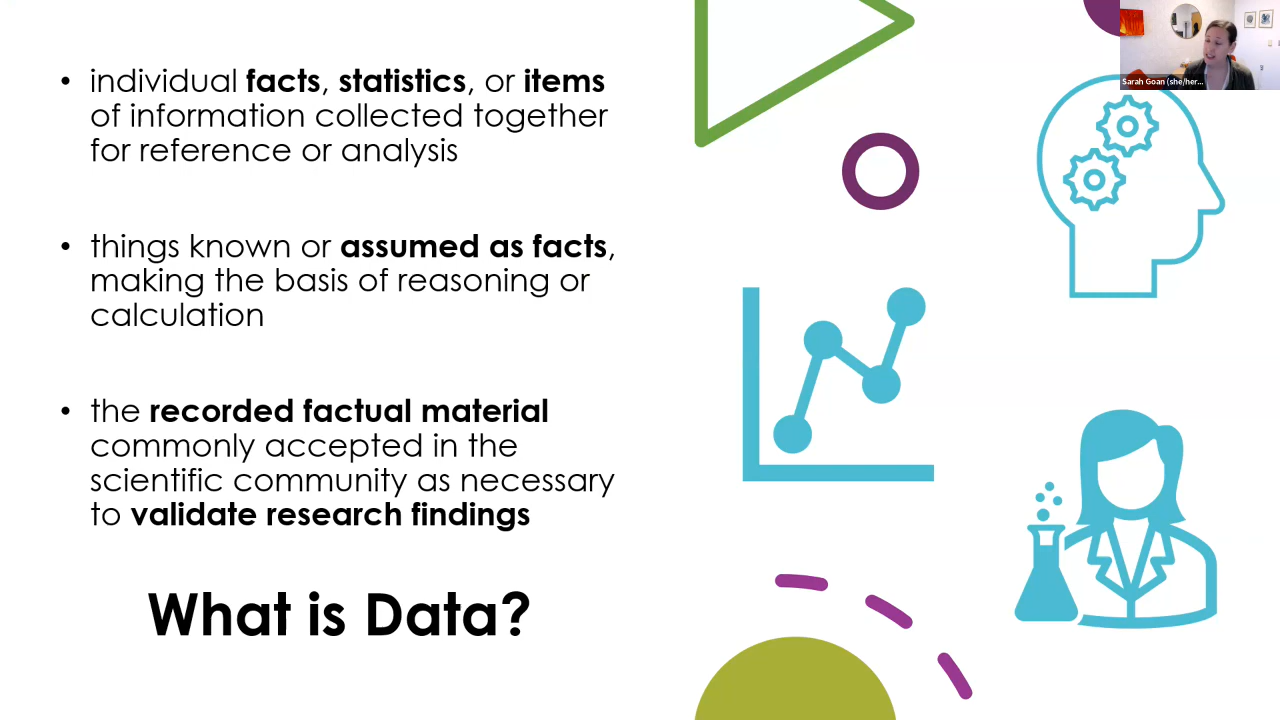 • individual facts, statistics, or items
of information collected together
for reference or analysis
• things known or assumed as facts,
making the basis of reasoning or
calculation
• the recorded factual material
commonly accepted in the
scientific community as necessary
to validate research findings
What is Data?
Sarah Goan (she/her...